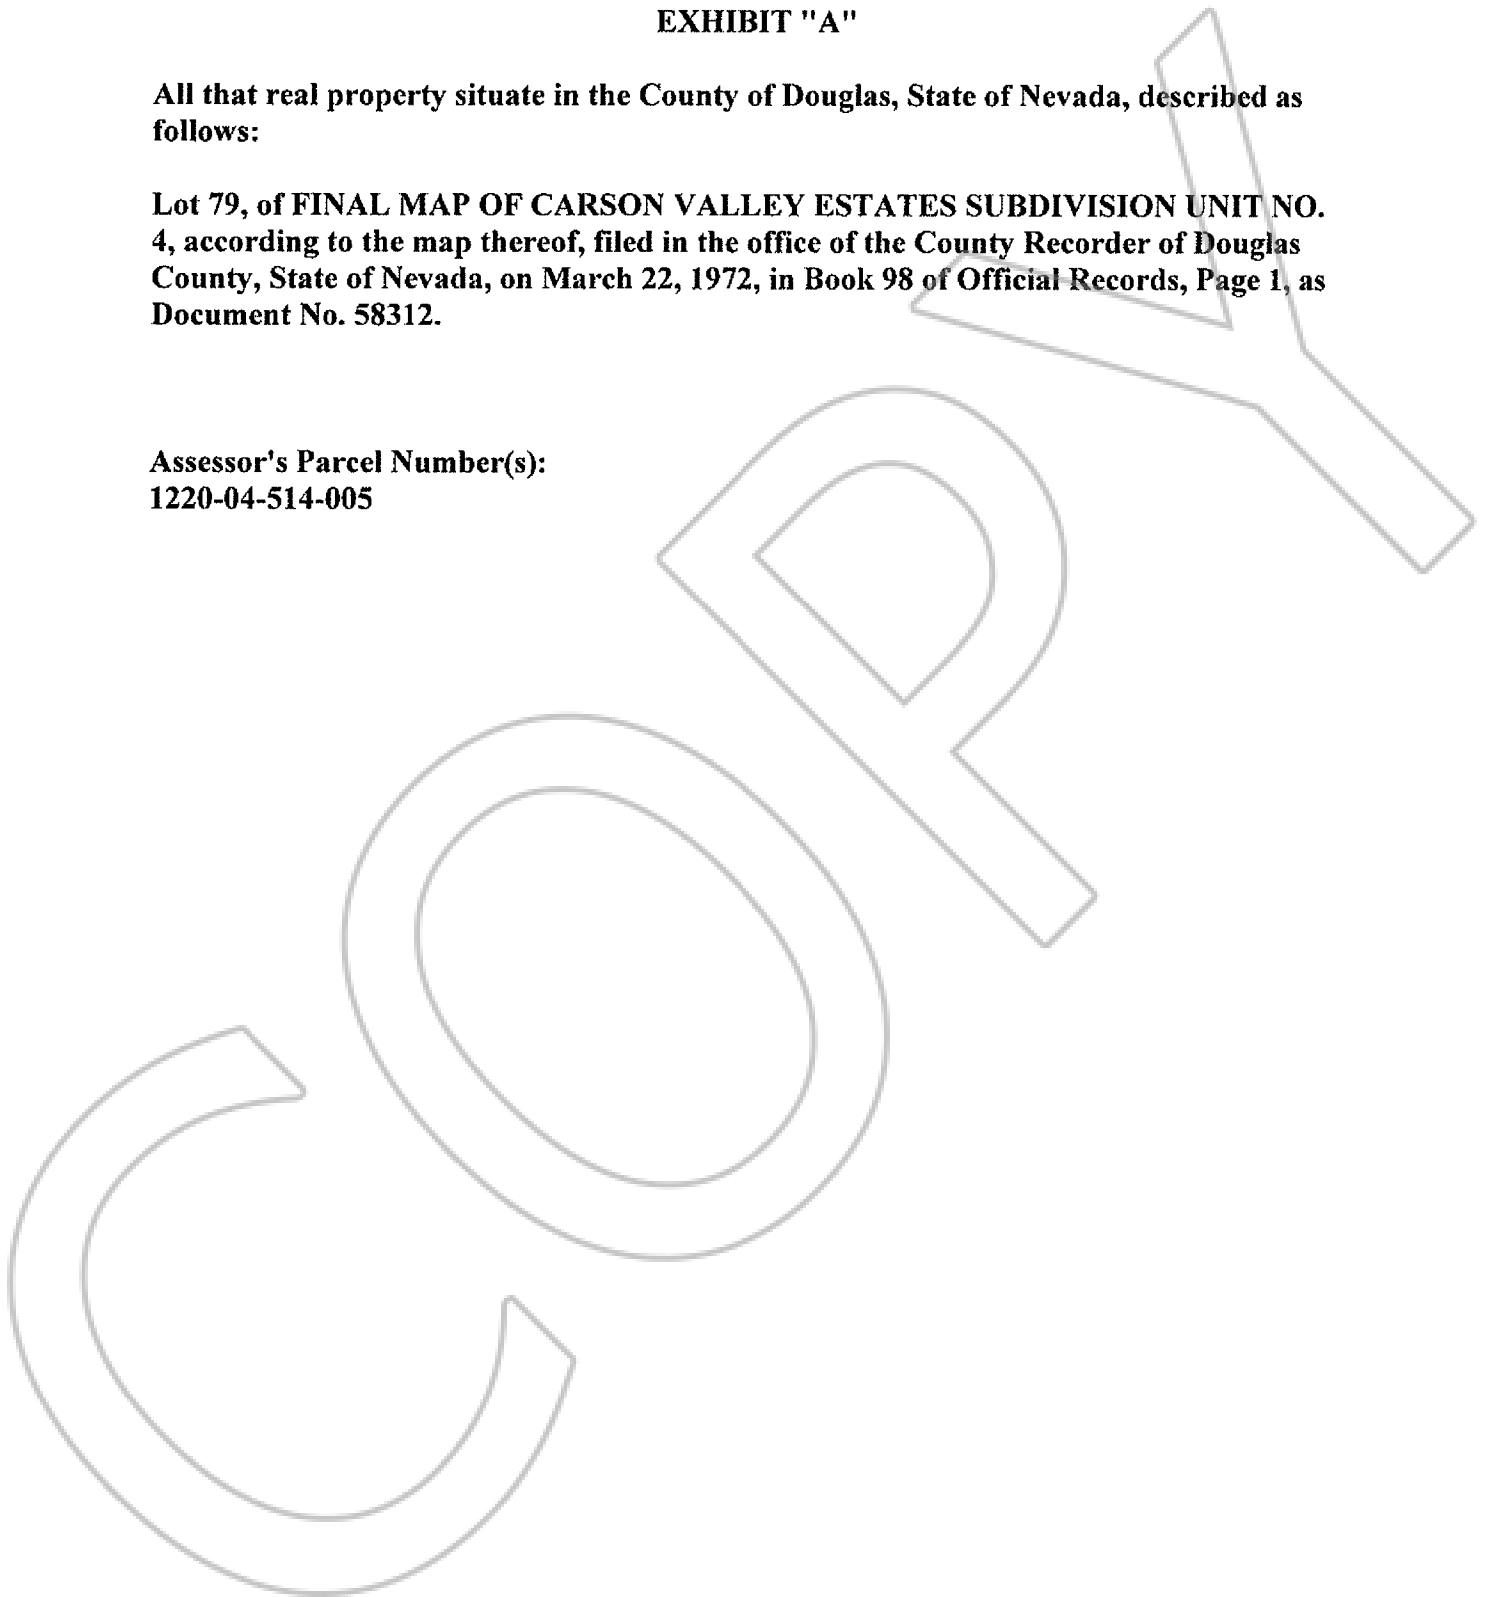 EXHIBIT "A"
All that real property situate in the County of Douglas, State of Nevada, described as
follows:
Lot 79, of FINAL MAP OF CARSON VALLEY ESTATES SUBDIVISION UNIT NO.
4, according to the map thereof, filed in the office of the County Recorder of Douglas
County, State of Nevada, on March 22, 1972, in Book 98 of Official Records, Page 1, as
Document No. 58312.
Assessor's Parcel Number(s):
1220-04-514-005
COPY